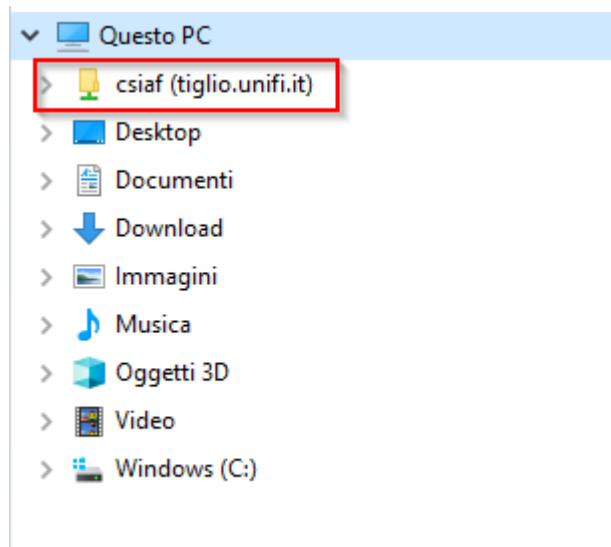 Questo PC
csiaf (tiglio.unifi.it)
Desktop
Documenti
Download
Immagini
Musica
Oggetti 3D
Video
Windows (C:)